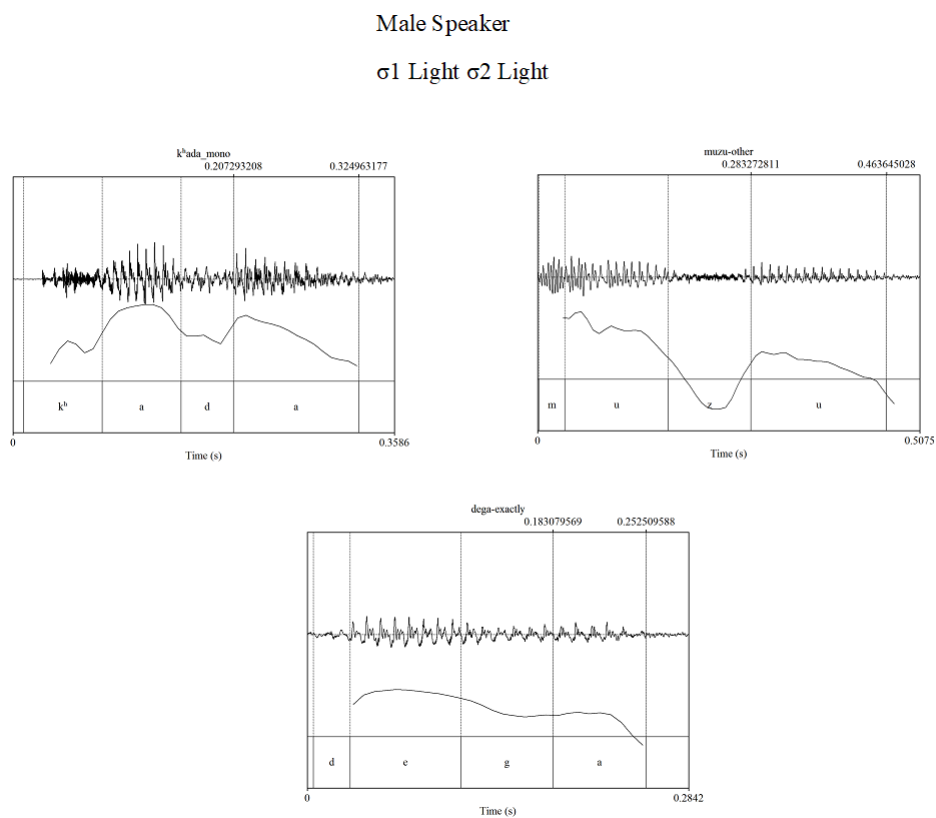 Male Speaker
σ1 Light σ2 Light
kʰada_mono
0.207293208 0.324963177
kʰ a d a
0 0.3586
Time (s)
muzu-other
0.283272811 0.463645028
m u z u
0 0.5075
Time (s)
dega-exactly
0.183079569 0.252509588
d e g a
0 0.2842
Time (s)